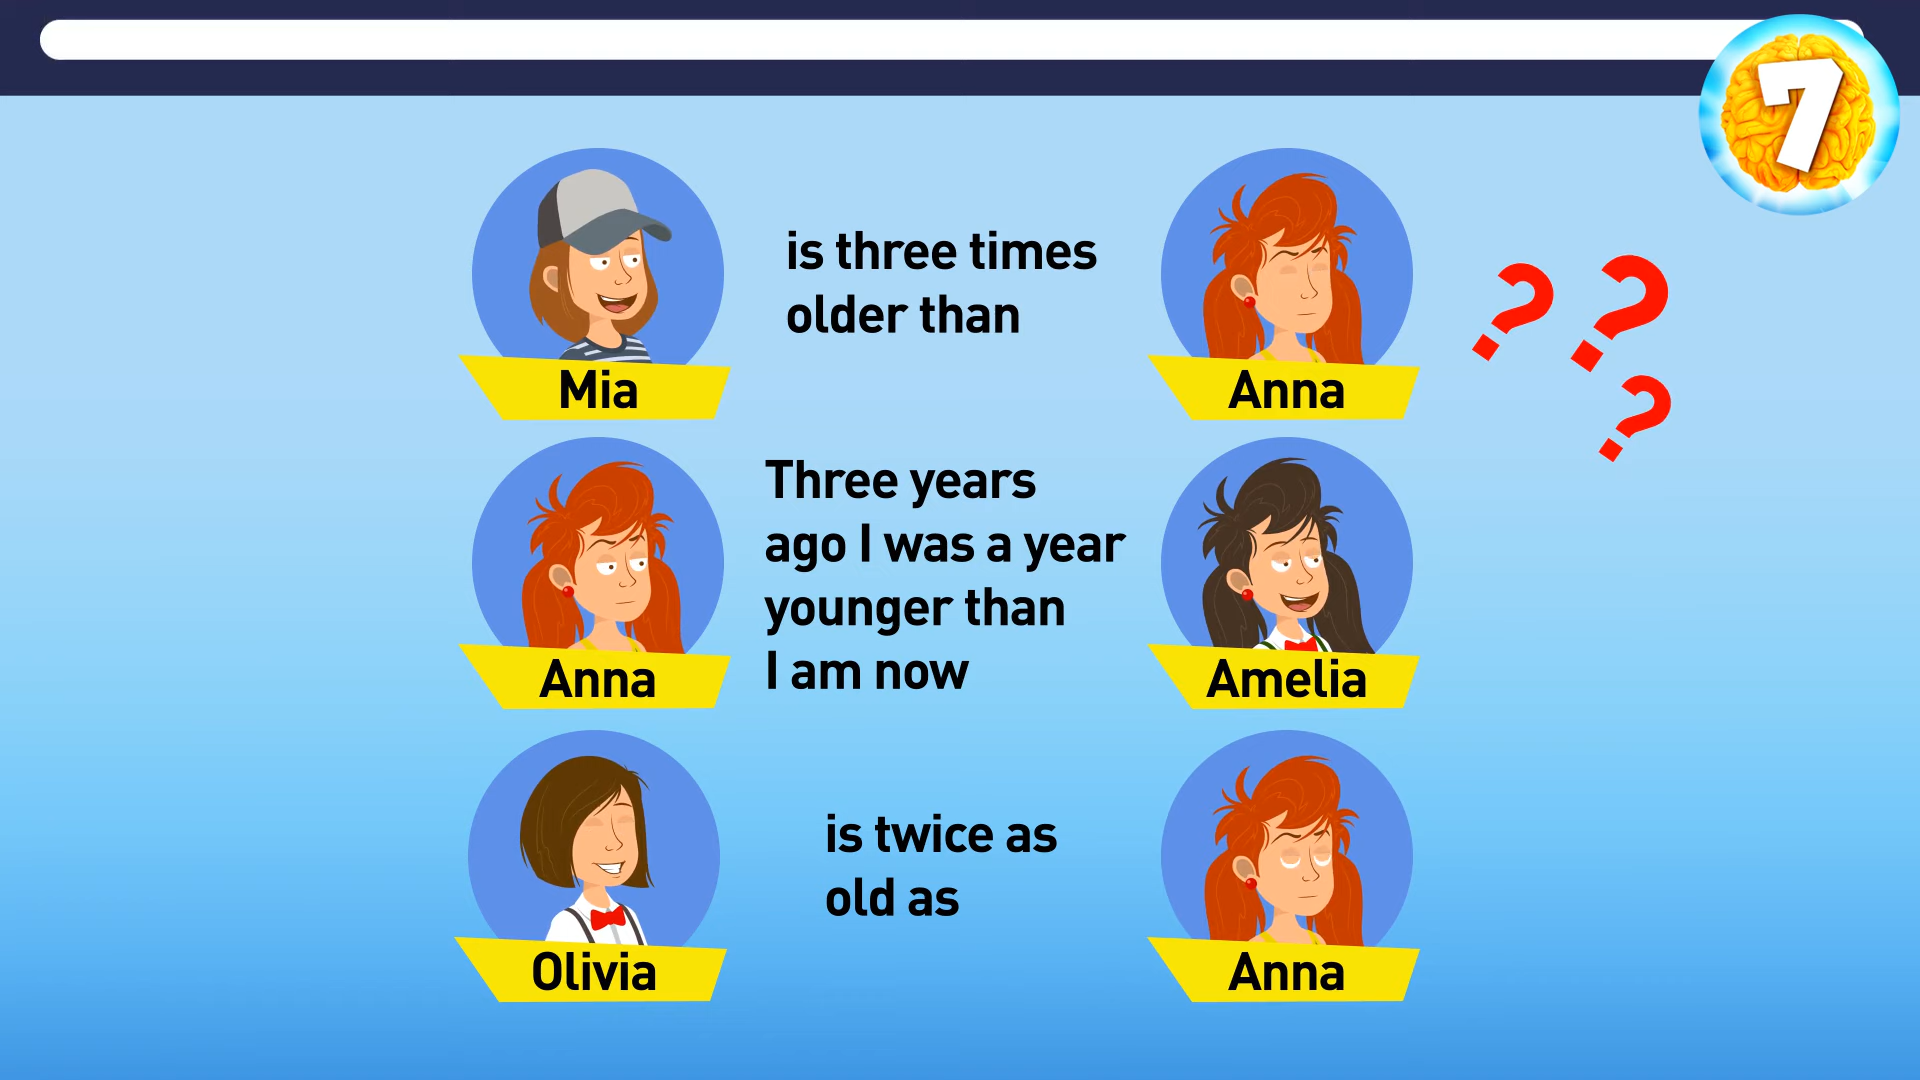 7
is three times
older than
Mia
Anna
Three years
ago I was a year
younger than
I am now
Anna
Amelia
is twice as
old as
Olivia
Anna
? ? ?